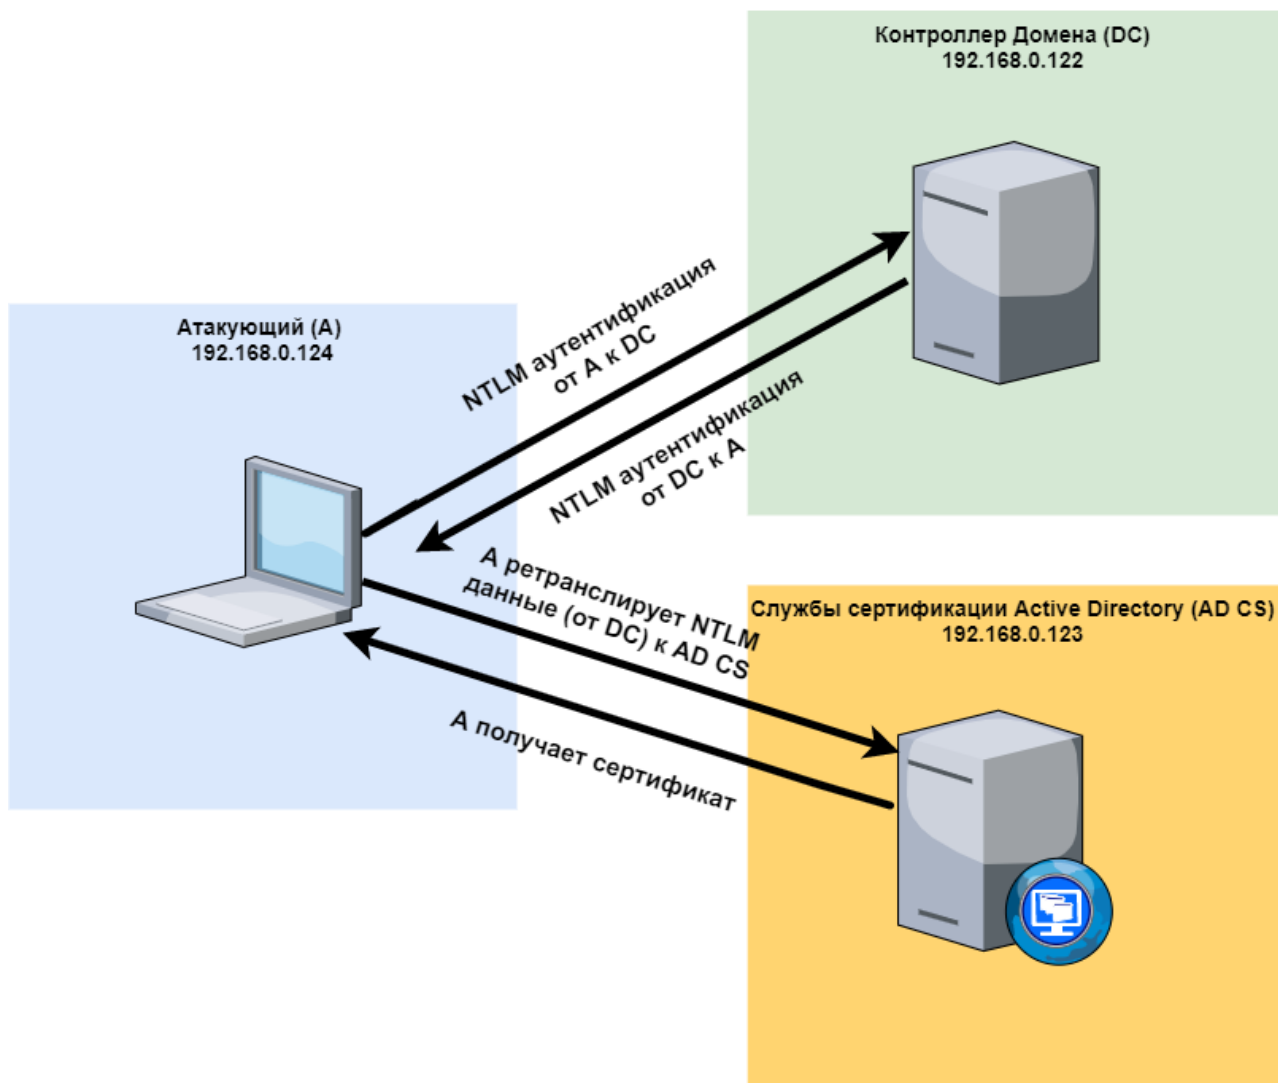 Контроллер Домена (DC)
192.168.0.122
NTLM аутентификация
от А к DC
NTLM аутентификация
от DC к А
Атакующий (А)
192.168.0.124
А ретранслирует NTLM
данные (от DC) к AD CS
А получает сертификат
Службы сертификации Active Directory (AD CS)
192.168.0.123